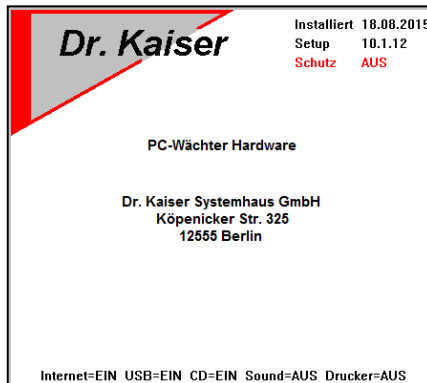 Dr. Kaiser
Installiert 18.08.2015
Setup 10.1.12
Schutz AUS
PC-Wächter Hardware
Dr. Kaiser Systemhaus GmbH
Köpenicker Str. 325
12555 Berlin
Internet=EIN USB=EIN CD=EIN Sound=AUS Drucker=AUS